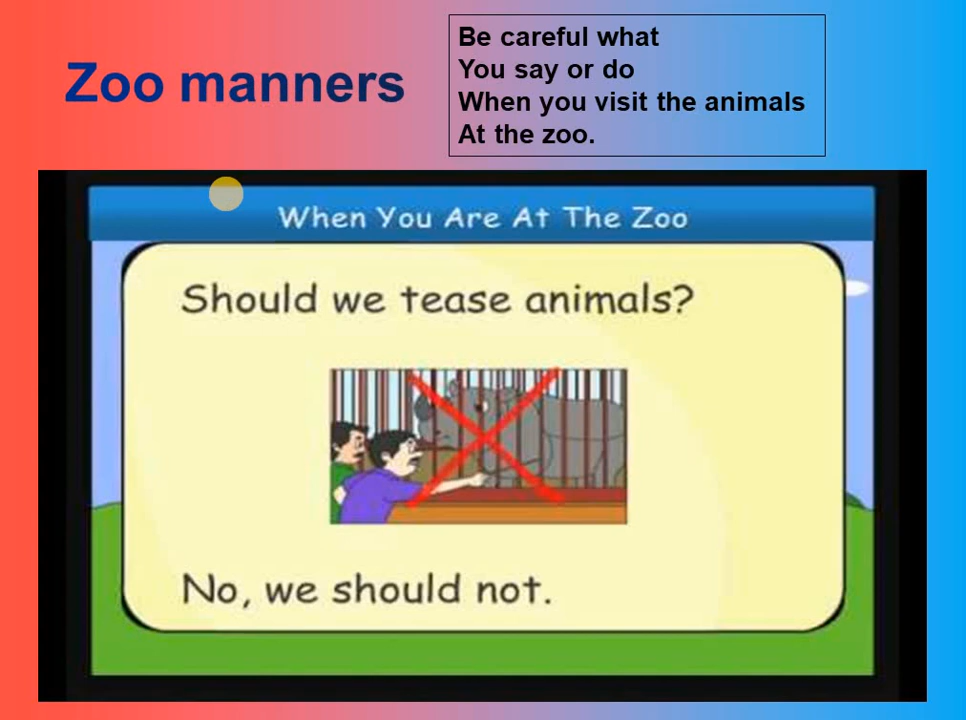 Zoo manners
Be careful what
You say or do
When you visit the animals
At the zoo.
When You Are At The Zoo
Should we tease animals?
No, we should not.